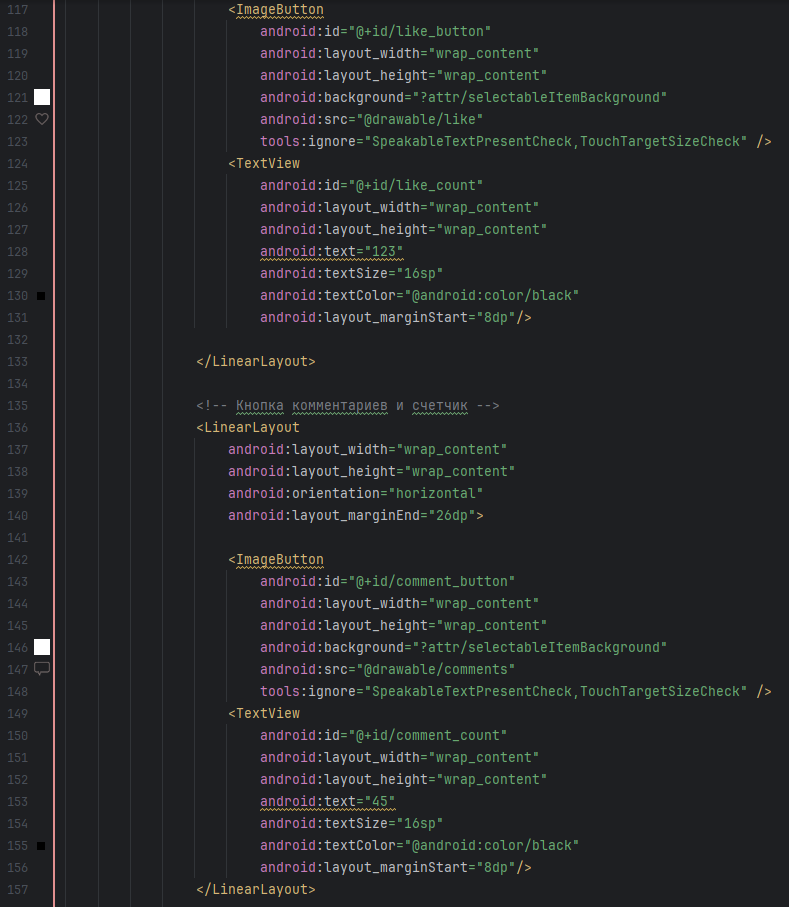 117 <ImageButton
118 android:id="@+id/like_button"
119 android:layout_width="wrap_content"
120 android:layout_height="wrap_content"
121 android:background="?attr/selectableItemBackground"
122 android:src="@drawable/like"
123 tools:ignore="SpeakableTextPresentCheck,TouchTargetSizeCheck" />
124 <TextView
125 android:id="@+id/like_count"
126 android:layout_width="wrap_content"
127 android:layout_height="wrap_content"
128 android:text="123"
129 android:textSize="16sp"
130 android:textColor="@android:color/black"
131 android:layout_marginStart="8dp"/>
132
133 </LinearLayout>
134
135 <!-- Кнопка комментариев и счетчик -->
136 <LinearLayout
137 android:layout_width="wrap_content"
138 android:layout_height="wrap_content"
139 android:orientation="horizontal"
140 android:layout_marginEnd="26dp">
141
142 <ImageButton
143 android:id="@+id/comment_button"
144 android:layout_width="wrap_content"
145 android:layout_height="wrap_content"
146 android:background="?attr/selectableItemBackground"
147 android:src="@drawable/comments"
148 tools:ignore="SpeakableTextPresentCheck,TouchTargetSizeCheck" />
149 <TextView
150 android:id="@+id/comment_count"
151 android:layout_width="wrap_content"
152 android:layout_height="wrap_content"
153 android:text="45"
154 android:textSize="16sp"
155 android:textColor="@android:color/black"
156 android:layout_marginStart="8dp"/>
157 </LinearLayout>